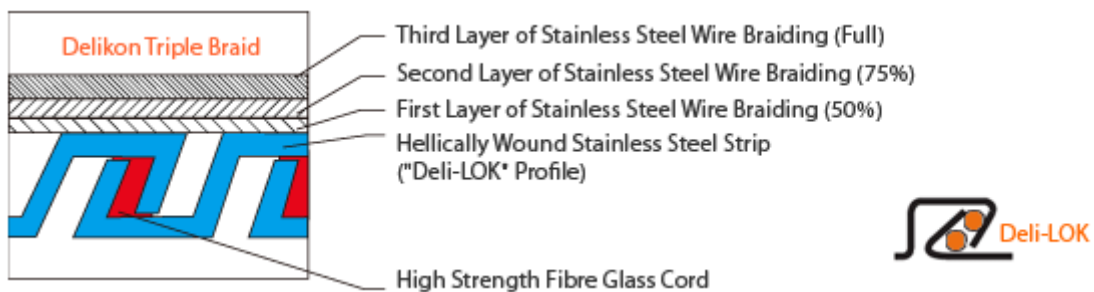 Delikon Triple Braid
Third Layer of Stainless Steel Wire Braiding (Full)
Second Layer of Stainless Steel Wire Braiding (75%)
First Layer of Stainless Steel Wire Braiding (50%)
Hellically Wound Stainless Steel Strip
("Deli-LOK" Profile)
Deli-LOK
High Strength Fibre Glass Cord